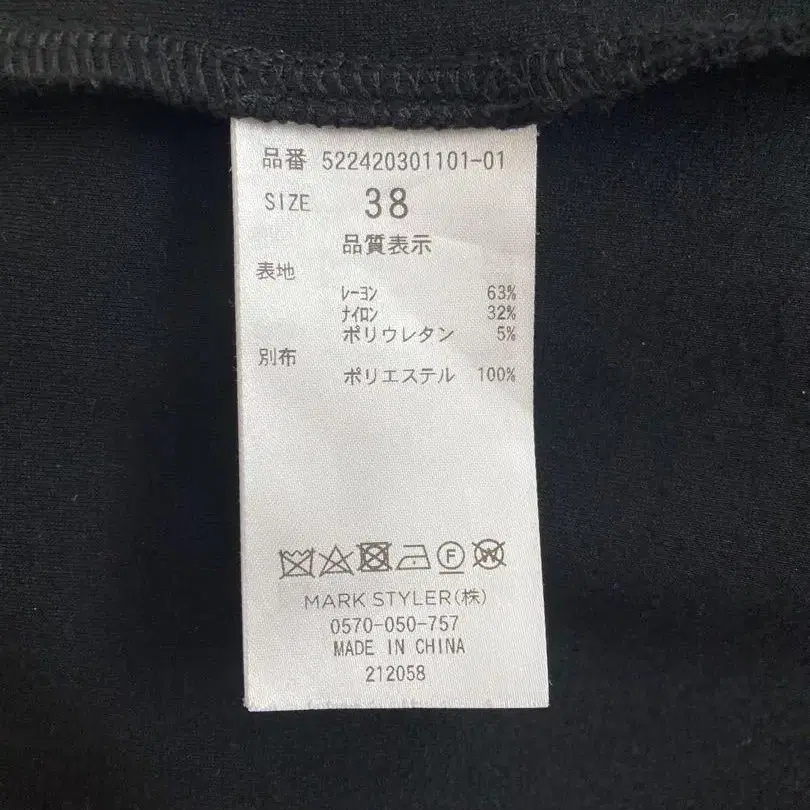 品番 522420301101-01
SIZE 38
品質表示
表地
ﾚｰﾖﾝ 63%
ﾅｲﾛﾝ 32%
ポリウレタン 5%
別布
ポリエステル 100%
F W
MARK STYLER(株)
0570-050-757
MADE IN CHINA
212058